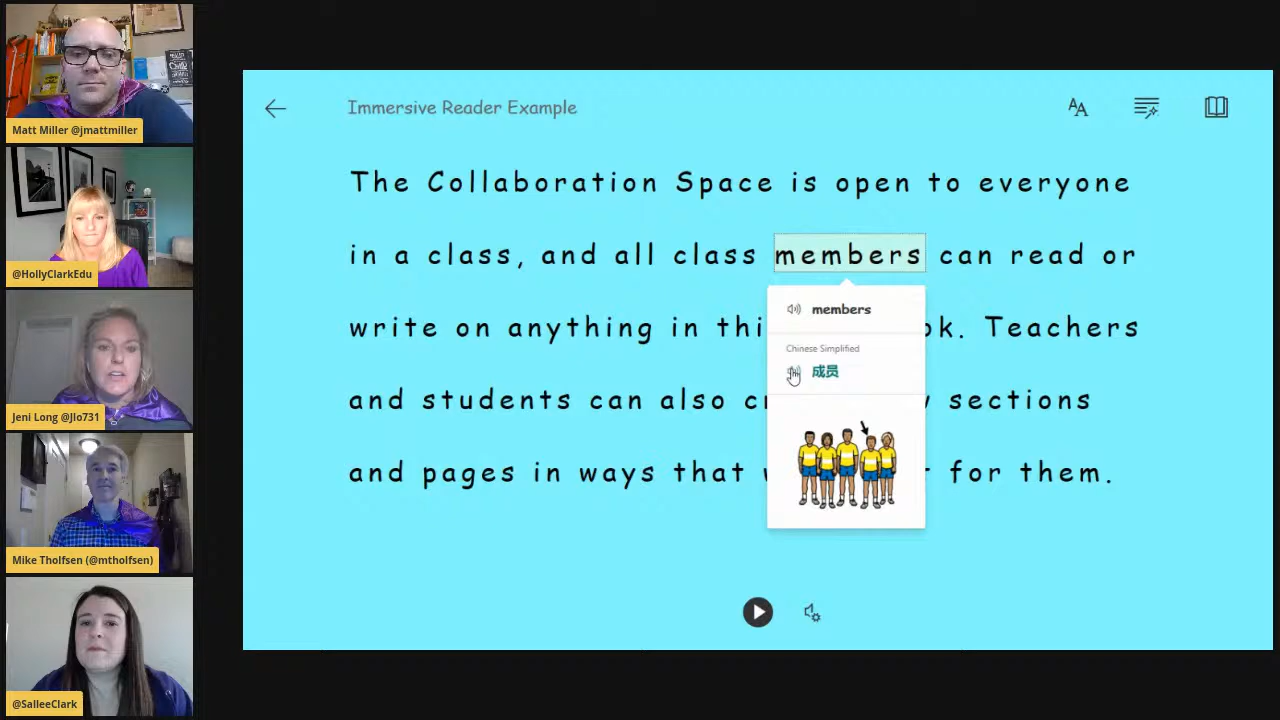 Matt Miller @jmattmiller
@HollyClarkEdu
Jeni Long @Jlo731
Mike Tholfsen (@mtholfsen)
@SalleeClark
Immersive Reader Example
The Collaboration Space is open to everyone
in a class, and all class members can read or
write on anything in thi ok. Teachers
and students can also c sections
and pages in ways that for them.
members
Chinese Simplified
成员